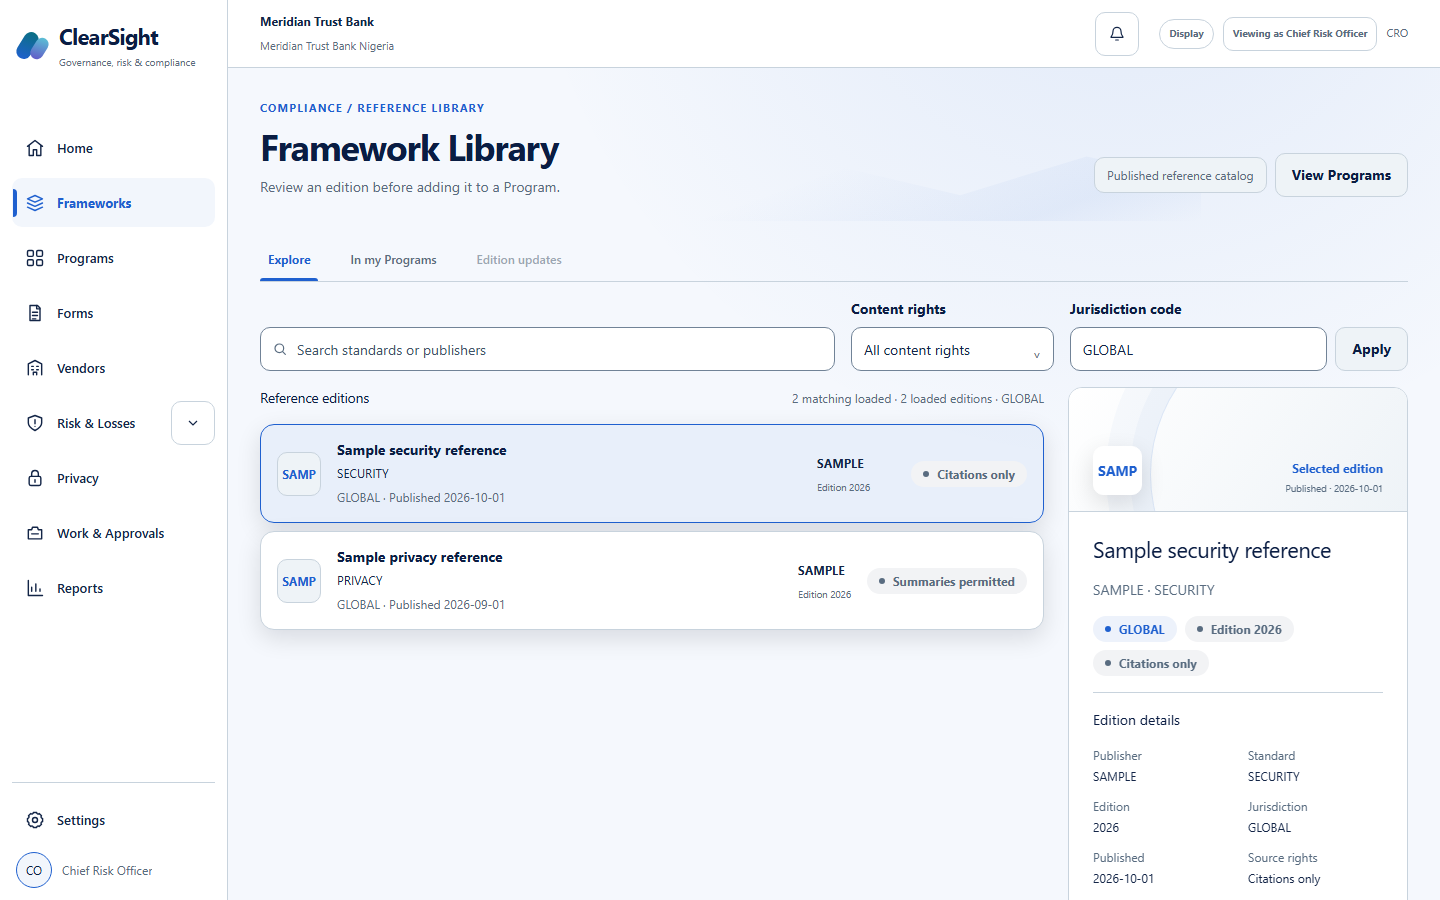 ClearSight
Governance, risk & compliance
Home
Frameworks
Programs
Forms
Vendors
Risk & Losses
Privacy
Work & Approvals
Reports
Settings
CO
Chief Risk Officer
Meridian Trust Bank
Meridian Trust Bank Nigeria
Display
Viewing as Chief Risk Officer
CRO
COMPLIANCE / REFERENCE LIBRARY
Framework Library
Review an edition before adding it to a Program.
Published reference catalog
View Programs
Explore
In my Programs
Edition updates
Search standards or publishers
Content rights
All content rights
Jurisdiction code
GLOBAL
Apply
Reference editions
2 matching loaded · 2 loaded editions · GLOBAL
SAMP
Sample security reference
SECURITY
GLOBAL · Published 2026-10-01
SAMPLE
Edition 2026
Citations only
SAMP
Sample privacy reference
PRIVACY
GLOBAL · Published 2026-09-01
SAMPLE
Edition 2026
Summaries permitted
SAMP
Selected edition
Published · 2026-10-01
Sample security reference
SAMPLE · SECURITY
GLOBAL
Edition 2026
Citations only
Edition details
Publisher
SAMPLE
Standard
SECURITY
Edition
2026
Jurisdiction
GLOBAL
Published
2026-10-01
Source rights
Citations only